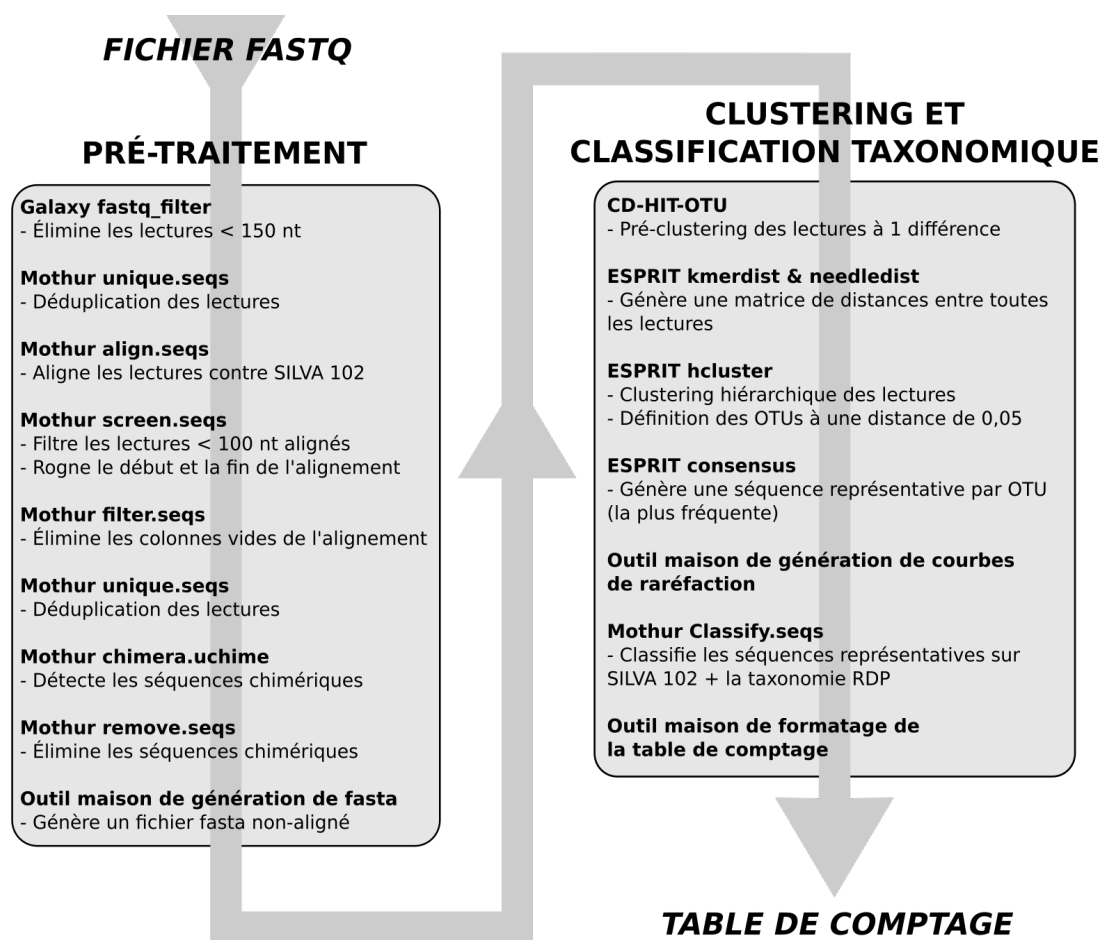 FICHIER FASTQ
PRÉ-TRAITEMENT
Galaxy fastq_filter
- Élimine les lectures < 150 nt
Mothur unique.seqs
- Déduplication des lectures
Mothur align.seqs
- Aligne les lectures contre SILVA 102
Mothur screen.seqs
- Filtre les lectures < 100 nt alignés
- Rogne le début et la fin de l'alignement
Mothur filter.seqs
- Élimine les colonnes vides de l'alignement
Mothur unique.seqs
- Déduplication des lectures
Mothur chimera.uchime
- Détecte les séquences chimériques
Mothur remove.seqs
- Élimine les séquences chimériques
Outil maison de génération de fasta
- Génère un fichier fasta non-aligné
CLUSTERING ET
CLASSIFICATION TAXONOMIQUE
CD-HIT-OTU
- Pré-clustering des lectures à 1 différence
ESPRIT kmerdist & needledist
- Génère une matrice de distances entre toutes
les lectures
ESPRIT hcluster
- Clustering hiérarchique des lectures
- Définition des OTUs à une distance de 0,05
ESPRIT consensus
- Génère une séquence représentative par OTU
(la plus fréquente)
Outil maison de génération de courbes
de raréfaction
Mothur Classify.seqs
- Classifie les séquences représentatives sur
SILVA 102 + la taxonomie RDP
Outil maison de formatage de
la table de comptage
TABLE DE COMPTAGE